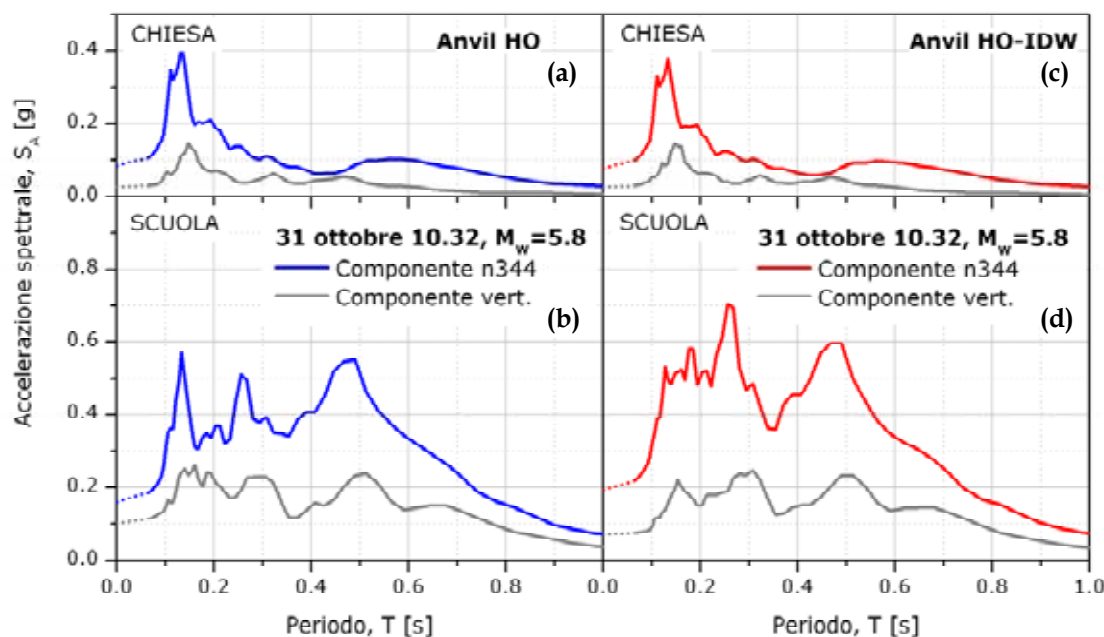 CHIESA
Anvil HO
(a)
CHIESA
Anvil HO-IDW
(c)
0.4
0.2
0.0
Accelerazione spettrale, S_A [g]
SCUOLA
31 ottobre 10.32, M_w=5.8
Componente n344
Componente vert.
(b)
SCUOLA
31 ottobre 10.32, M_w=5.8
Componente n344
Componente vert.
(d)
0.8
0.6
0.4
0.2
0.0
0.0 0.2 0.4 0.6 0.8 0.0 0.2 0.4 0.6 0.8 1.0
Periodo, T [s]
Periodo, T [s]